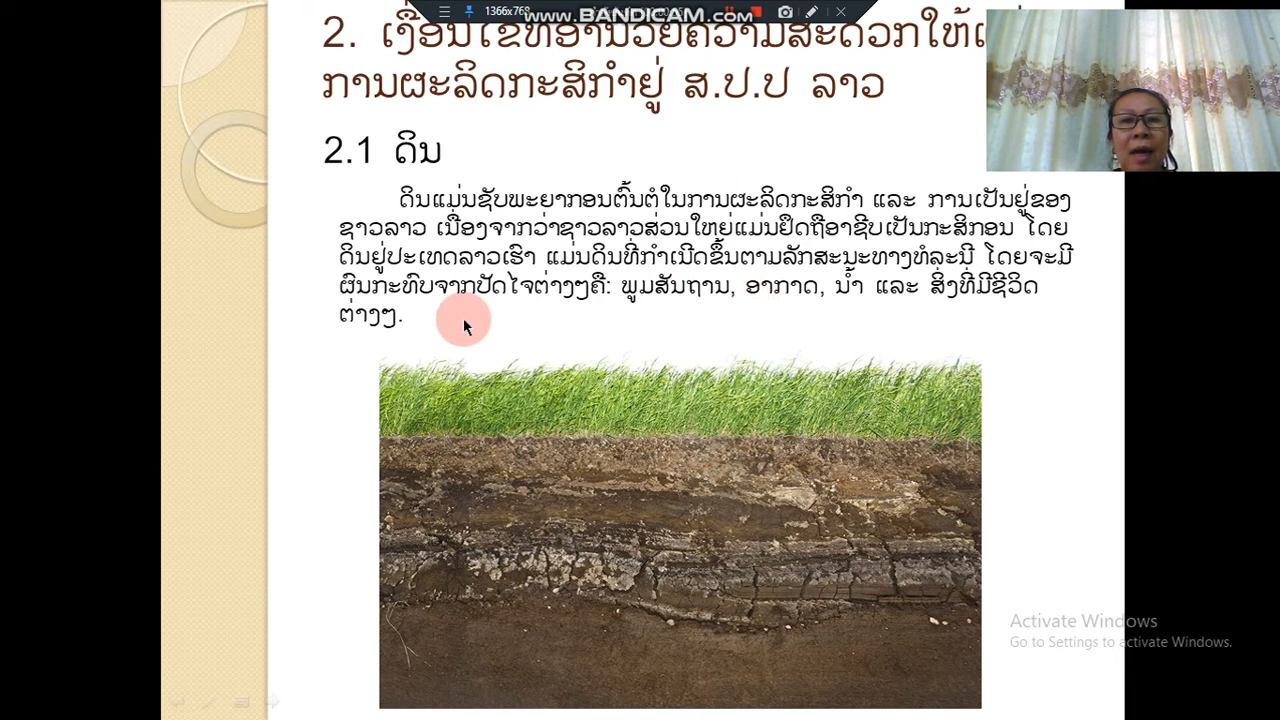 1366x768
www.BANDICAM.com
2. ເງື່ອນໄຂທີ່ອຳນວຍຄວາມສະດວກໃຫ້
ການຜະລິດກະສິກຳຢູ່ ສ.ປ.ປ ລາວ
2.1 ດິນ
ດິນແມ່ນຊັບພະຍາກອນຕົ້ນຕໍໃນການຜະລິດກະສິກຳ ແລະ ການເປັນຢູ່ຂອງ
ຊາວລາວ ເນື່ອງຈາກວ່າຊາວລາວສ່ວນໃຫຍ່ແມ່ນຢຶດຖືອາຊີບເປັນກະສິກອນ ໂດຍ
ດິນຢູ່ປະເທດລາວເຮົາ ແມ່ນດິນທີ່ກຳເນີດຂຶ້ນຕາມລັກສະນະທາງທໍລະນີ ໂດຍຈະມີ
ຜົນກະທົບຈາກປັດໄຈຕ່າງໆຄື: ພູມສັນຖານ, ອາກາດ, ນ້ຳ ແລະ ສິ່ງທີ່ມີຊີວິດ
ຕ່າງໆ.
Activate Windows
Go to Settings to activate Windows.